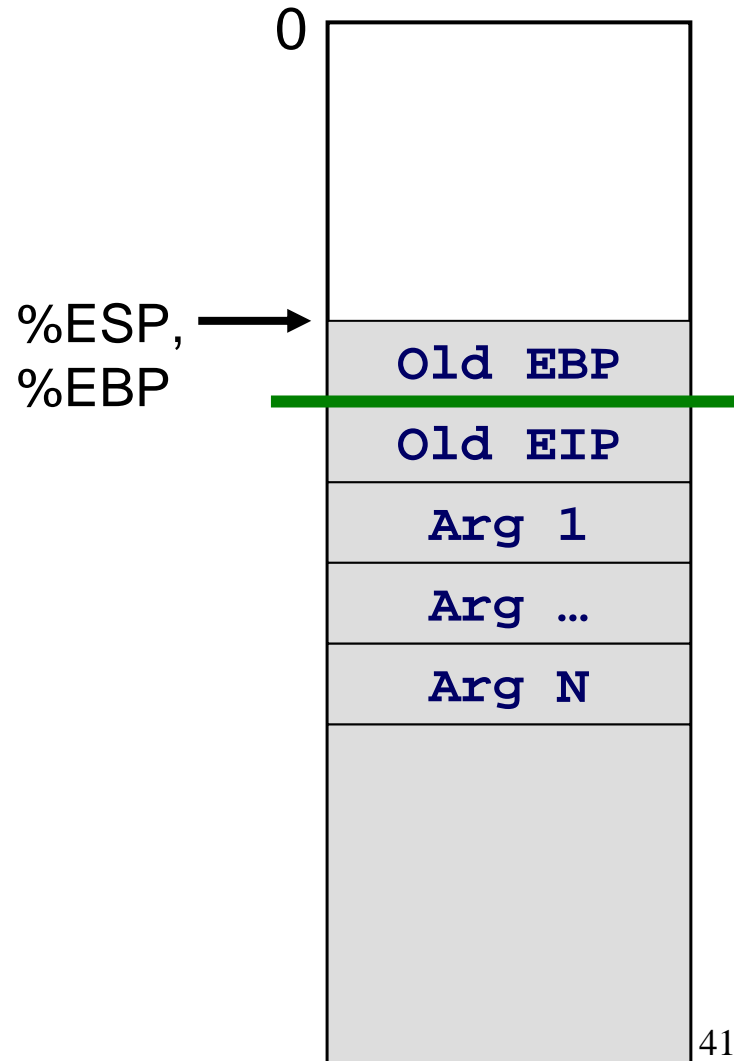 0
%ESP,
%EBP
Old EBP
Old EIP
Arg 1
Arg …
Arg N
41